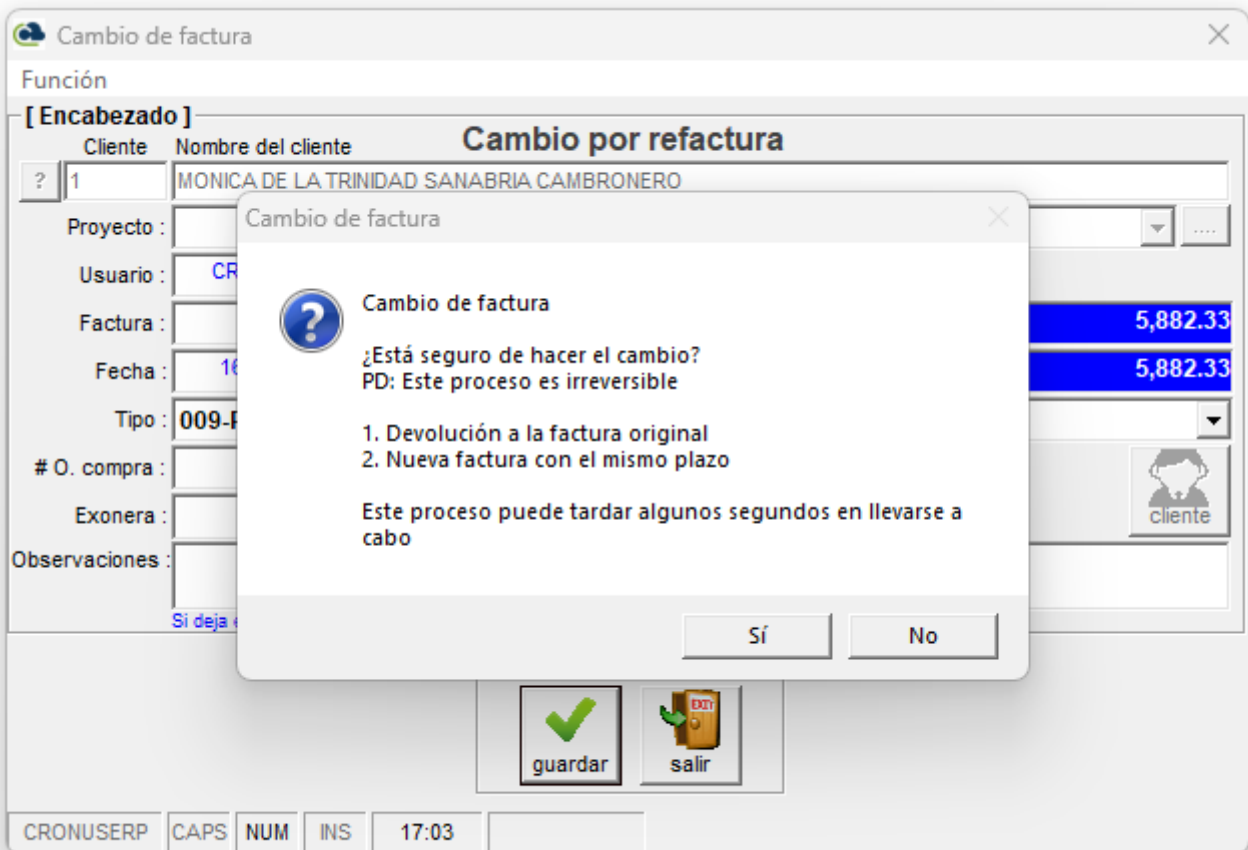 Cambio de factura
Función
[ Encabezado ]
Cambio por refactura
Cliente Nombre del cliente
? 1 MONICA DE LA TRINIDAD SANABRIA CAMBRONERO
Cambio de factura
Proyecto :
....
Usuario : CR
Cambio de factura
Factura :
5,882.33
¿Está seguro de hacer el cambio?
Fecha : 16
5,882.33
PD: Este proceso es irreversible
Tipo : 009-
1. Devolución a la factura original
2. Nueva factura con el mismo plazo
# O. compra :
Exonera :
cliente
Este proceso puede tardar algunos segundos en llevarse a
cabo
Observaciones :
Si deja
Sí No
EXIT
guardar salir
CRONUSERP CAPS NUM INS 17:03